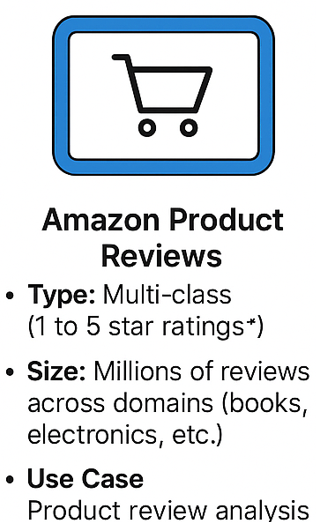 Amazon Product
Reviews
• Type: Multi-class
(1 to 5 star ratings*)
• Size: Millions of reviews
across domains (books,
electronics, etc.)
• Use Case
Product review analysis